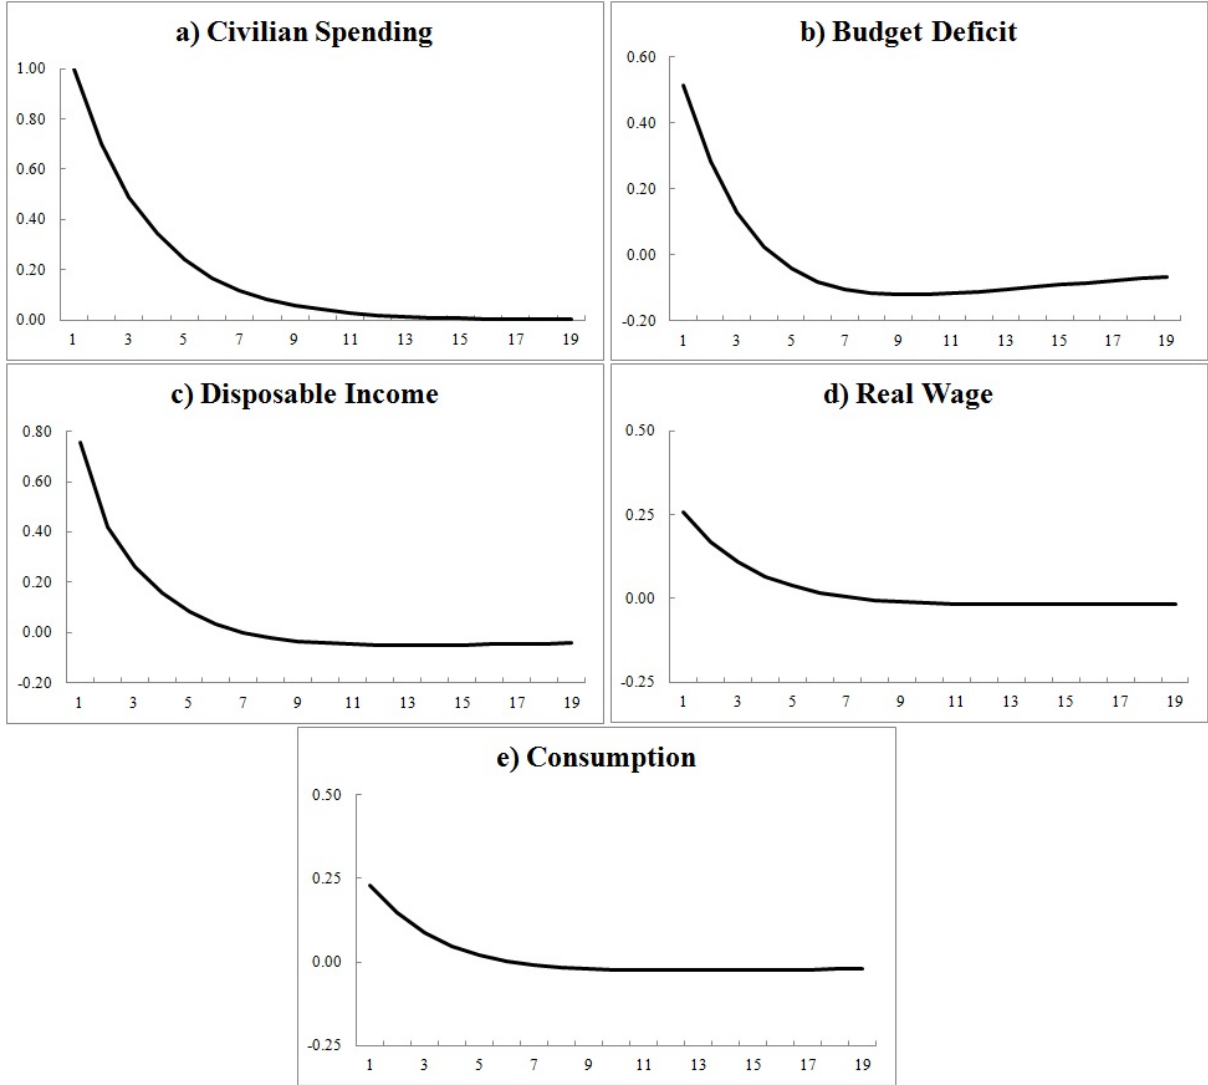 a) Civilian Spending
1.00
0.80
0.60
0.40
0.20
0.00
1 3 5 7 9 11 13 15 17 19
b) Budget Deficit
0.60
0.40
0.20
0.00
-0.20
1 3 5 7 9 11 13 15 17 19
c) Disposable Income
0.80
0.60
0.40
0.20
0.00
-0.20
1 3 5 7 9 11 13 15 17 19
d) Real Wage
0.50
0.25
0.00
-0.25
1 3 5 7 9 11 13 15 17 19
e) Consumption
0.50
0.25
0.00
-0.25
1 3 5 7 9 11 13 15 17 19